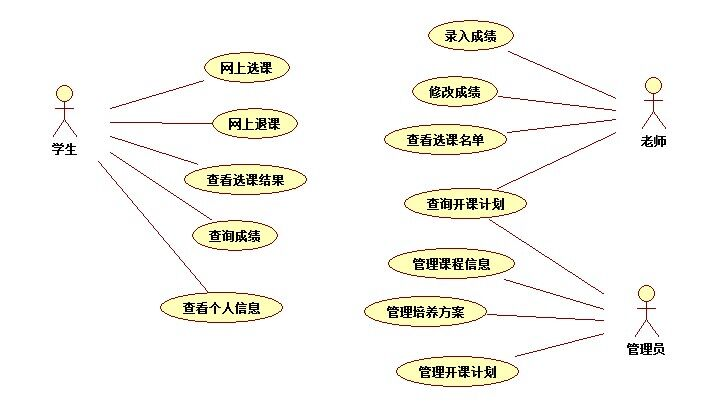 录入成绩
网上选课
修改成绩
网上退课
查看选课名单
学生
老师
查看选课结果
查询开课计划
查询成绩
管理课程信息
查看个人信息
管理培养方案
管理员
管理开课计划